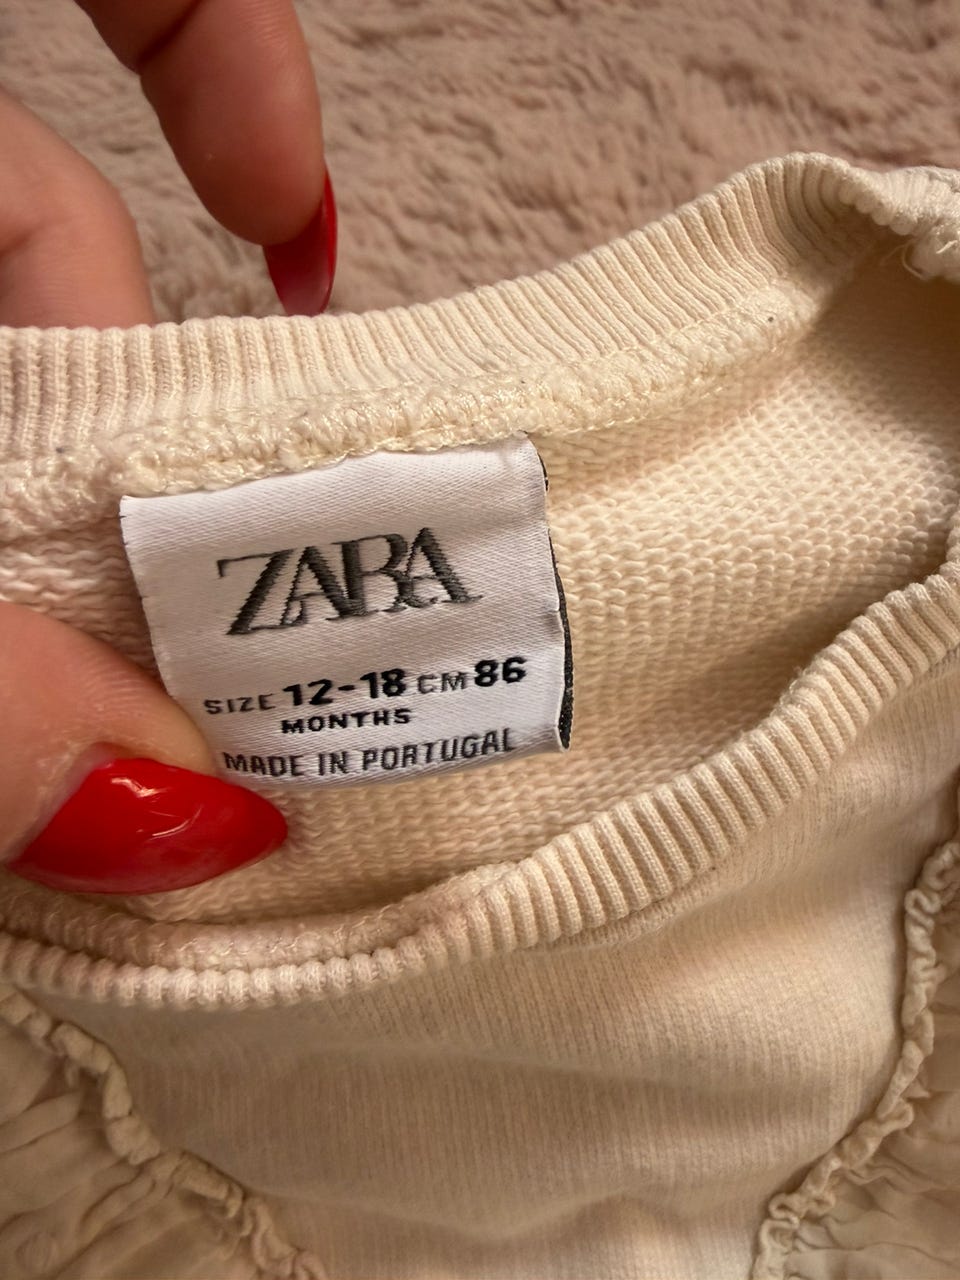 ZARA
SIZE 12-18 CM 86
MONTHS
MADE IN PORTUGAL